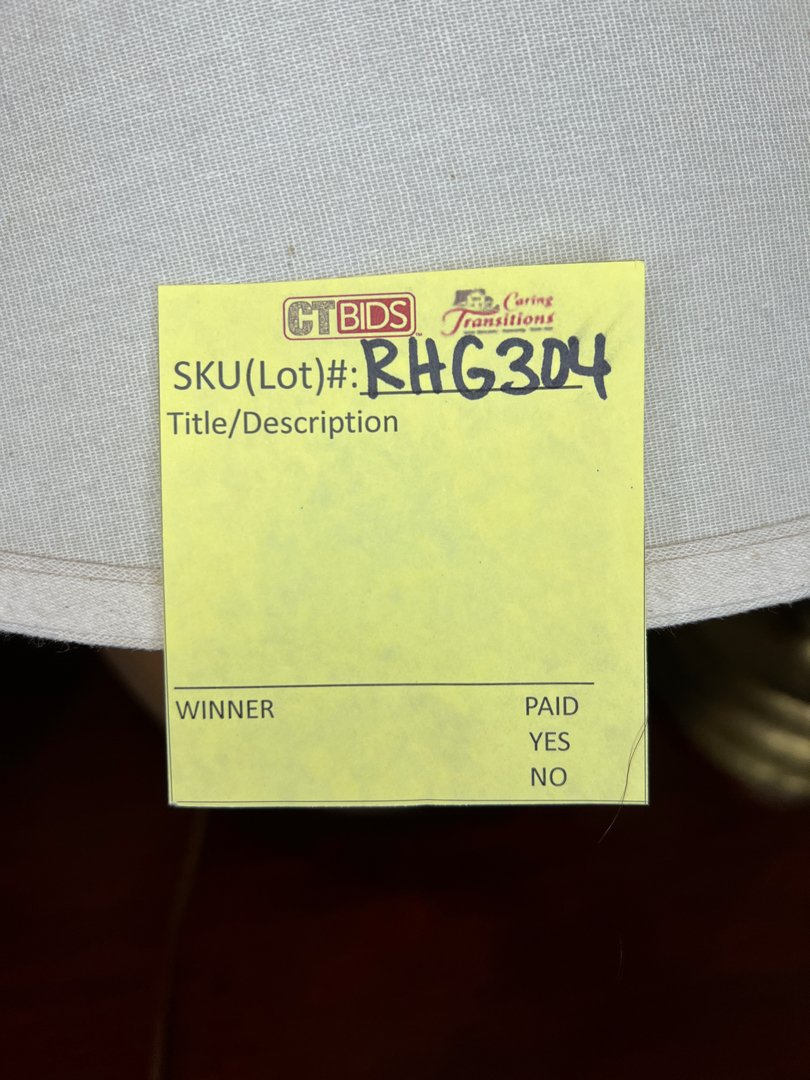 CTBIDS
Caring
Transitions
SKU(Lot)#: RHG304
Title/Description
WINNER
PAID
YES
NO